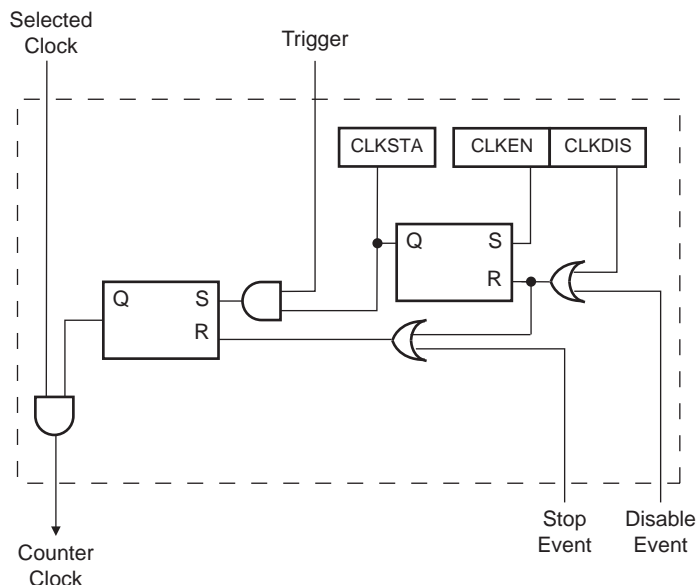 Selected
Clock
Trigger
CLKSTA
CLKEN
CLKDIS
Q
S
R
Q
S
R
Stop
Event
Disable
Event
Counter
Clock